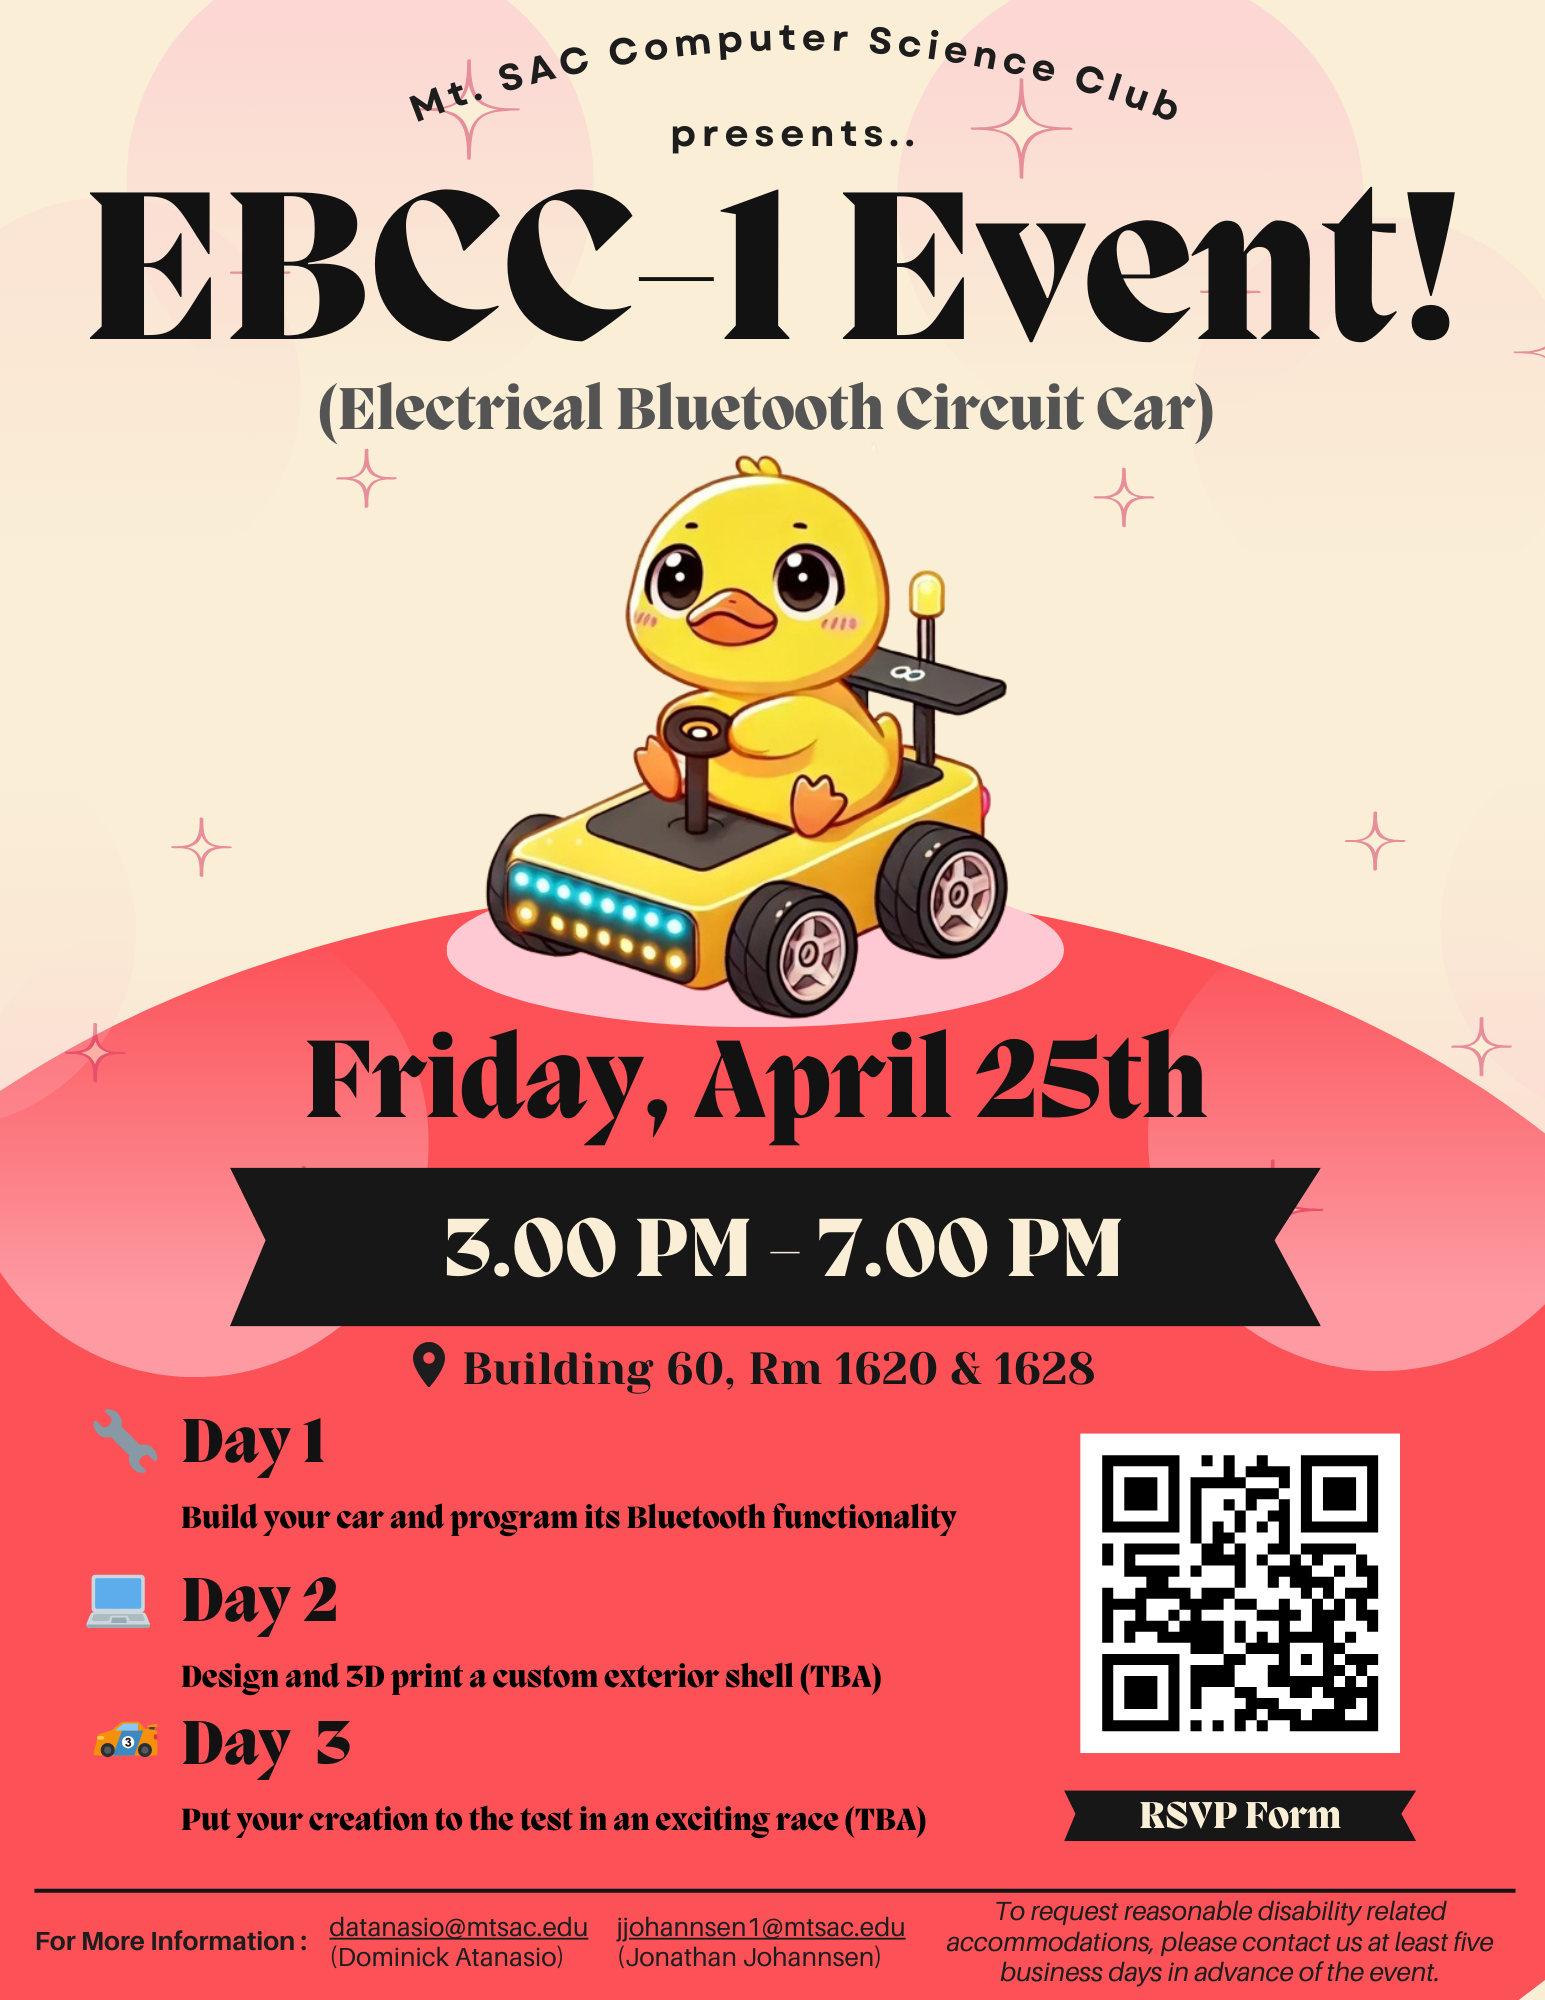 Mt. SAC Computer Science Club
presents..
EBCC-1 Event!
(Electrical Bluetooth Circuit Car)
8
Friday, April 25th
3.00 PM - 7.00 PM
Building 60, Rm 1620 & 1628
Day 1
Build your car and program its Bluetooth functionality
Day 2
Design and 3D print a custom exterior shell (TBA)
3
Day 3
Put your creation to the test in an exciting race (TBA)
RSVP Form
For More Information :
datanasio@mtsac.edu
(Dominick Atanasio)
jjohannsen1@mtsac.edu
(Jonathan Johannsen)
To request reasonable disability related
accommodations, please contact us at least five
business days in advance of the event.